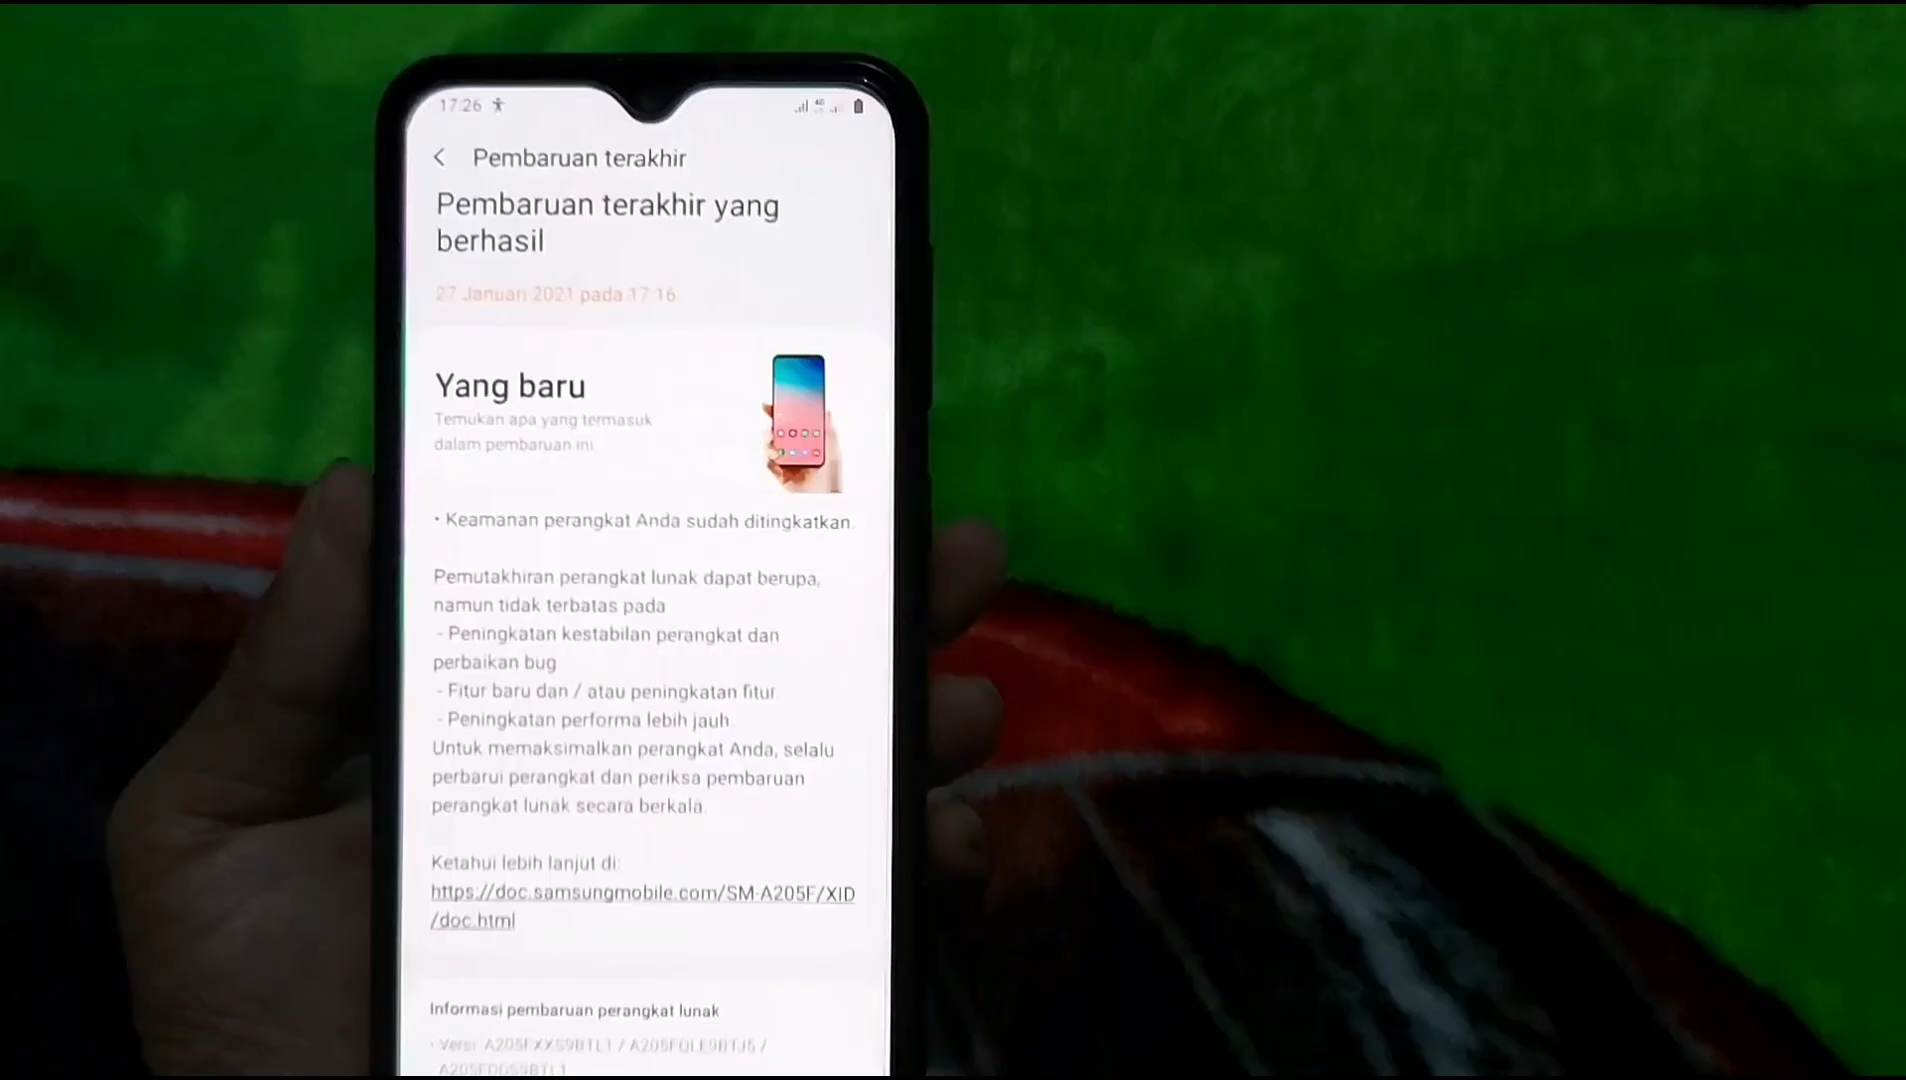 17:26
Pembaruan terakhir
Pembaruan terakhir yang
berhasil
27 Januari 2021 pada 17:16
Yang baru
Temukan apa yang termasuk
dalam pembaruan ini.
• Keamanan perangkat Anda sudah ditingkatkan.
Pemutakhiran perangkat lunak dapat berupa,
namun tidak terbatas pada
- Peningkatan kestabilan perangkat dan
perbaikan bug
- Fitur baru dan / atau peningkatan fitur
- Peningkatan performa lebih jauh
Untuk memaksimalkan perangkat Anda, selalu
perbarui perangkat dan periksa pembaruan
perangkat lunak secara berkala.
Ketahui lebih lanjut di:
https://doc.samsungmobile.com/SM-A205F/XID
/doc.html
Informasi pembaruan perangkat lunak
• Versi A205FXXS9BTL1 / A205FOLE9BTJ5 /
A205FDDS9BTL1